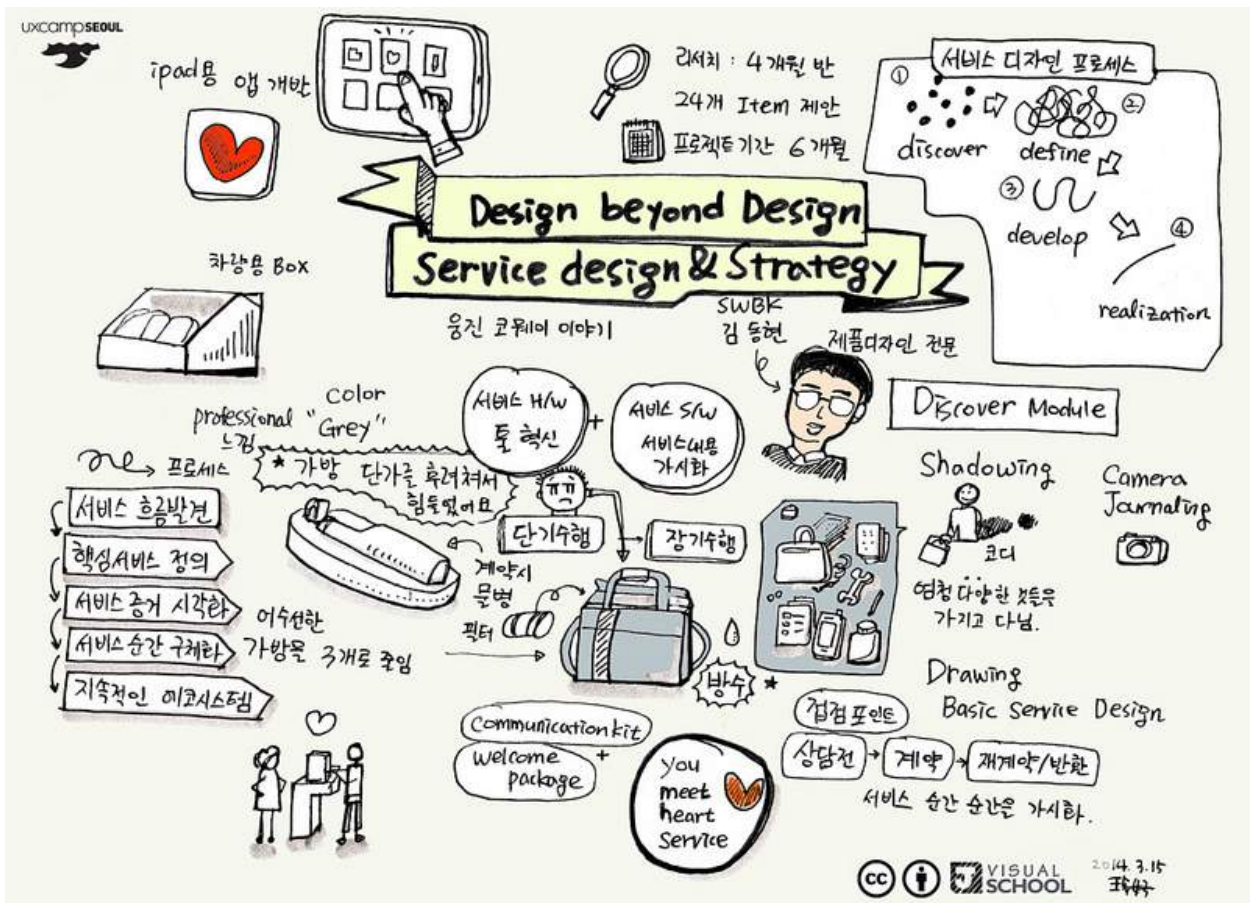 uxcampSEOUL
ipad용 앱 개발
리서치 : 4개월 반
24개 Item 제안
프로젝트 기간 6개월
서비스 디자인 프로세스
①
discover
②
define
③
develop
④
realization
Design beyond Design
Service design & Strategy
차량용 Box
웅진 코웨이 이야기
SWBK
김 동현
제품디자인 전문
Discover Module
color
"Grey"
professional
느낌
서비스 H/W
툴 혁신
+
서비스 S/W
서비스내용
가시화
★ 가방 단가를 후려쳐서
힘들었어요
프로세스
서비스 흐름발견
핵심서비스 정의
서비스 증거 시각화
서비스 순간 구체화
지속적인 에코시스템
어수선한
가방을 3개로 줄임
단기수행
장기수행
계약시
물병
필터
방수 ★
Shadowing
코디
Camera
Journaling
엄청 다양한 것들은
가지고 다님.
Drawing
Basic Service Design
접점 포인트
상담전
계약
재계약/반환
서비스 순간 순간을 가시화.
communication kit
welcome
package
+
you
meet
heart
service
cc
VISUAL
SCHOOL
2014. 3.15